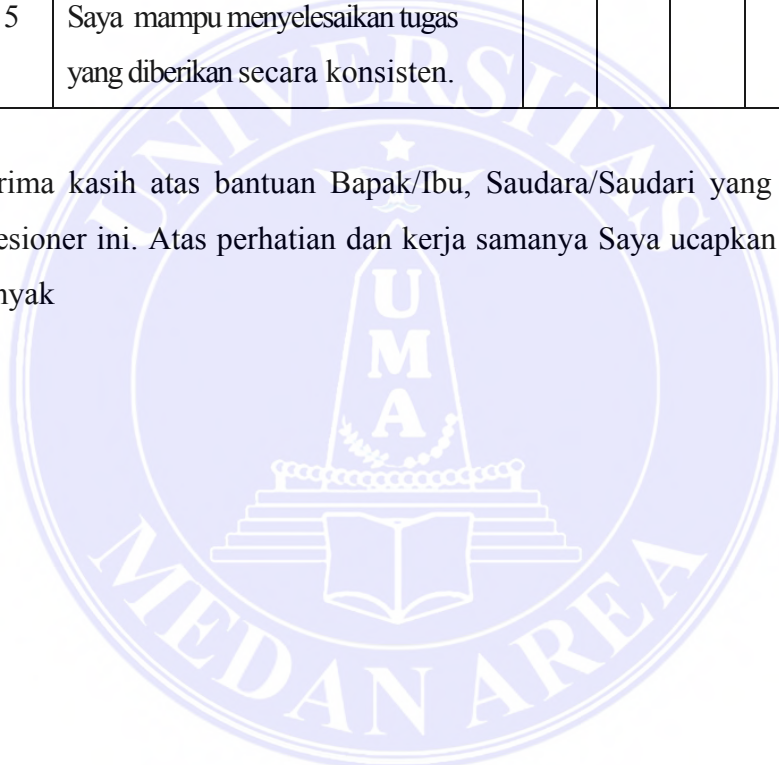 5 Saya mampu menyelesaikan tugas
yang diberikan secara konsisten.
rima kasih atas bantuan Bapak/Ibu, Saudara/Saudari yang
esioner ini. Atas perhatian dan kerja samanya Saya ucapkan
nyak
UNIVERSITAS
UMA
MEDAN AREA